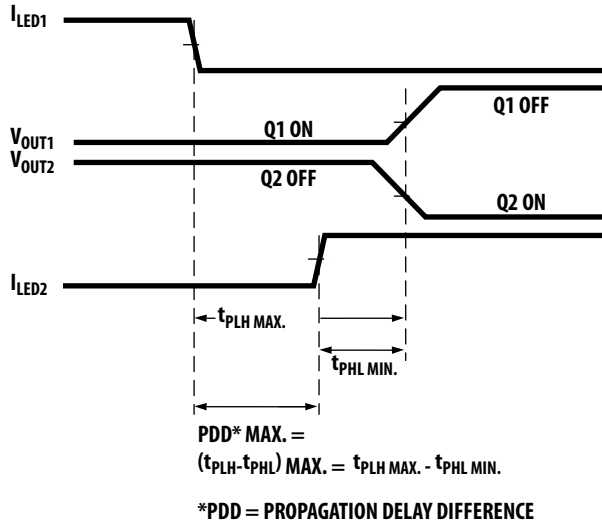 ILED1
Q1 OFF
VOUT1
Q1 ON
VOUT2
Q2 OFF
Q2 ON
ILED2
tPLH MAX.
tPHL MIN.
PDD* MAX. =
(tPLH-tPHL) MAX. = tPLH MAX. - tPHL MIN.
*PDD = PROPAGATION DELAY DIFFERENCE